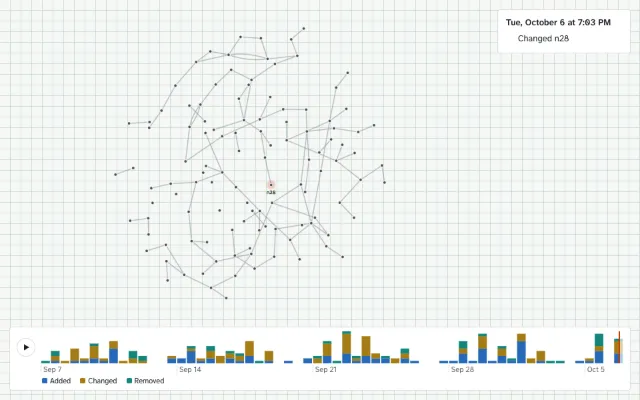 Tue, October 6 at 7:03 PM
Changed n28
n28
Sep 7
Sep 14
Sep 21
Sep 28
Oct 5
Added
Changed
Removed